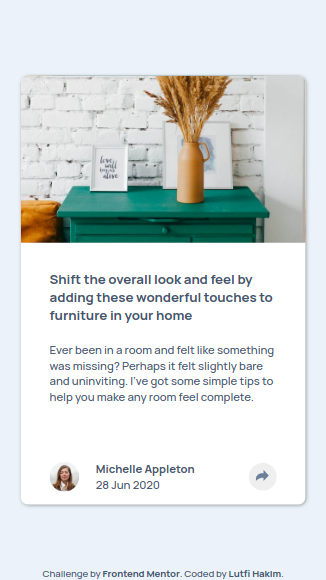 love
will
keep us
alive
Shift the overall look and feel by
adding these wonderful touches to
furniture in your home
Ever been in a room and felt like something
was missing? Perhaps it felt slightly bare
and uninviting. I've got some simple tips to
help you make any room feel complete.
Michelle Appleton
28 Jun 2020
Challenge by Frontend Mentor. Coded by Lutfi Hakim.